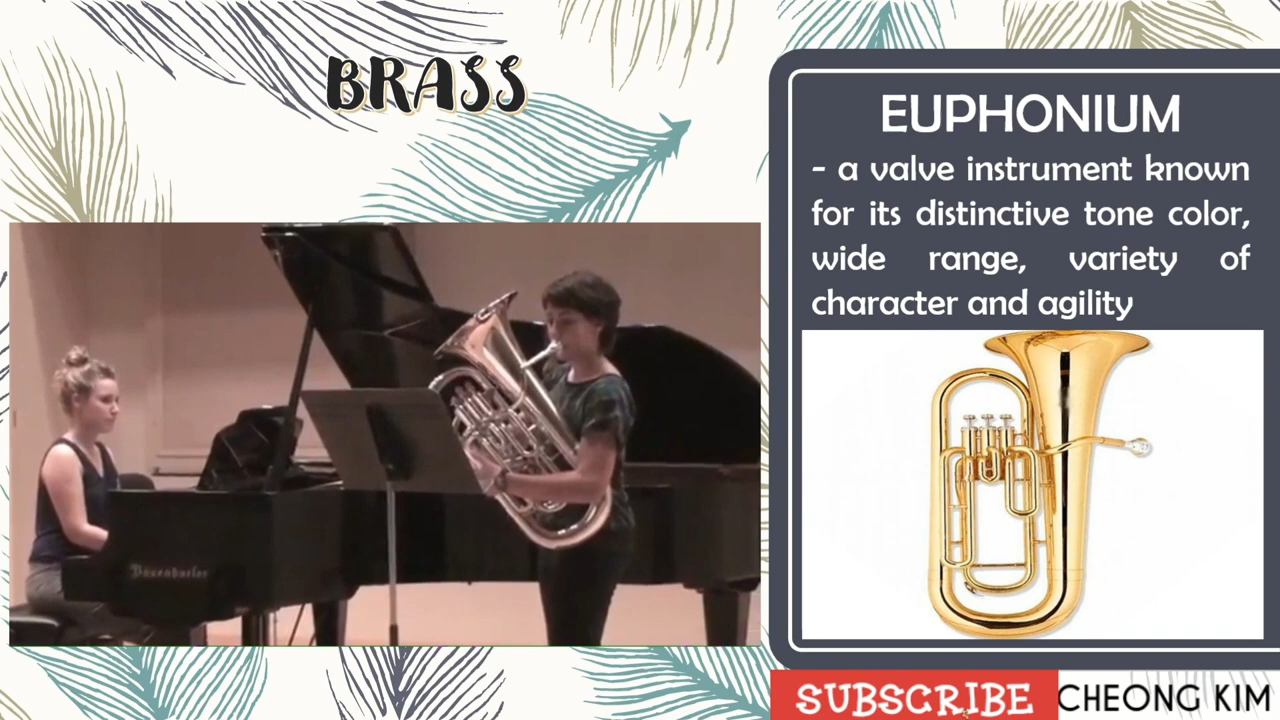 BRASS
EUPHONIUM
- a valve instrument known
for its distinctive tone color,
wide range, variety of
character and agility
Bösendorfer
SUBSCRIBE
CHEONG KIM